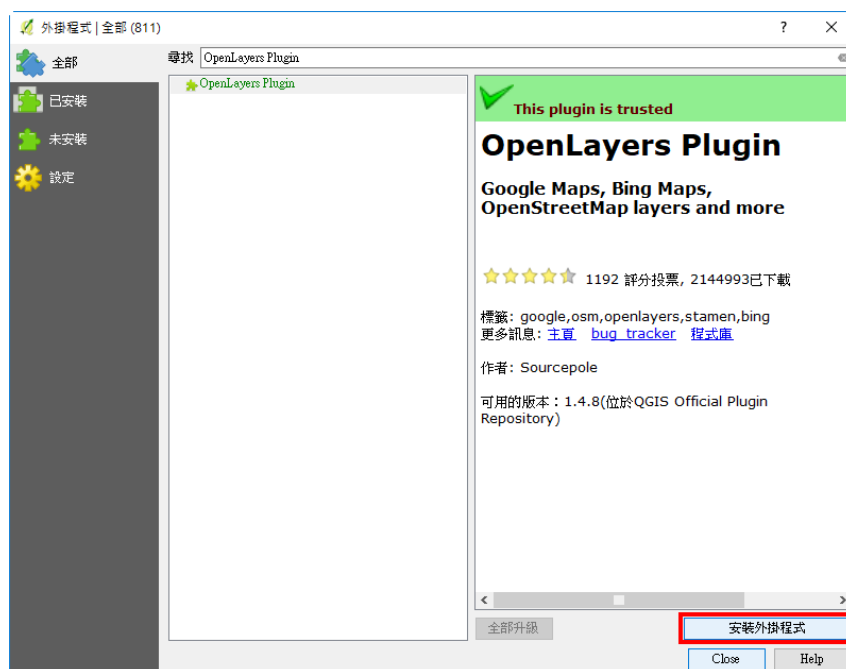 外掛程式 | 全部 (811)
?
全部
已安裝
未安裝
設定
尋找 OpenLayers Plugin
OpenLayers Plugin
This plugin is trusted
OpenLayers Plugin
Google Maps, Bing Maps,
OpenStreetMap layers and more
1192 評分投票, 2144993已下載
標籤: google,osm,openlayers,stamen,bing
更多訊息: 主頁 bug tracker 程式庫
作者: Sourcepole
可用的版本：1.4.8(位於QGIS Official Plugin
Repository)
全部升級 安裝外掛程式
Close Help